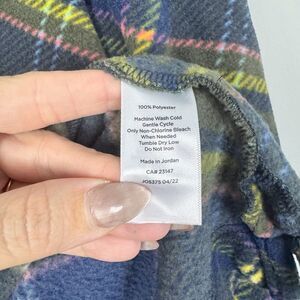 100% Polyester
Machine Wash Cold
Gentle Cycle
Only Non-Chlorine Bleach
When Needed
Tumble Dry Low
Do Not Iron
Made in Jordan
CA# 23147
JOS375 04/22